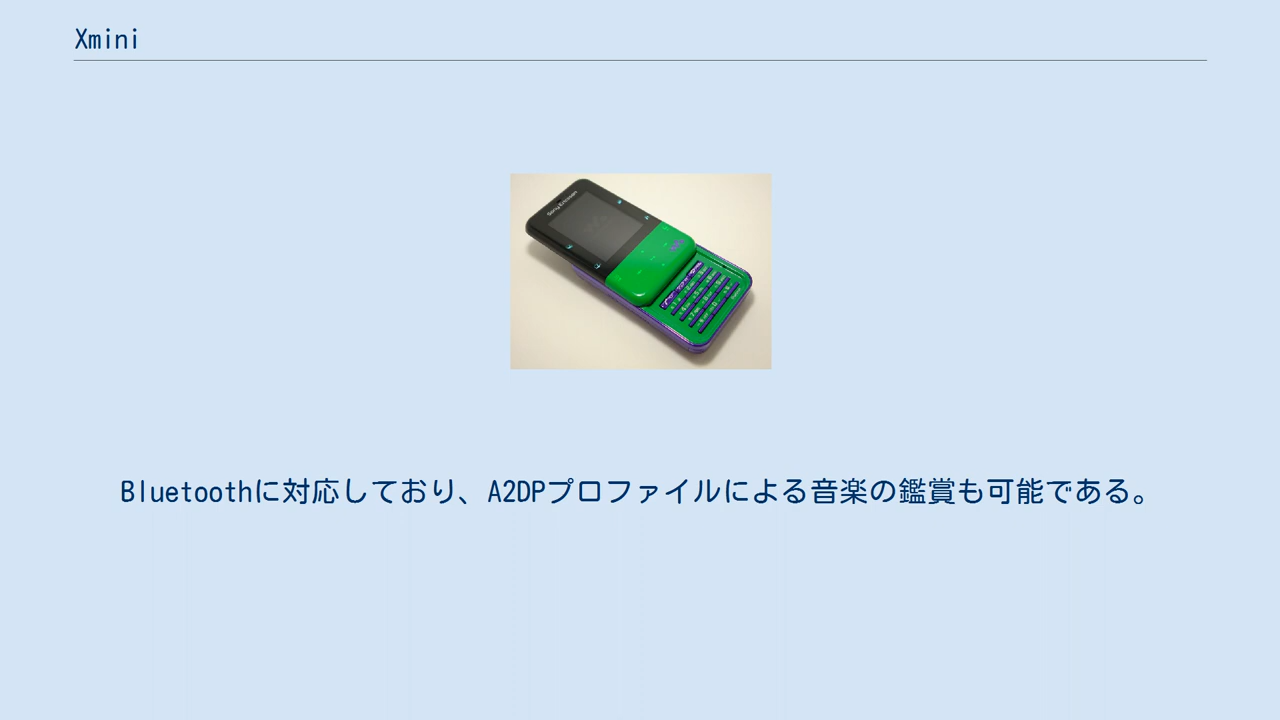 Xmini
Sony Ericsson
Bluetoothに対応しており、A2DPプロファイルによる音楽の鑑賞も可能である。